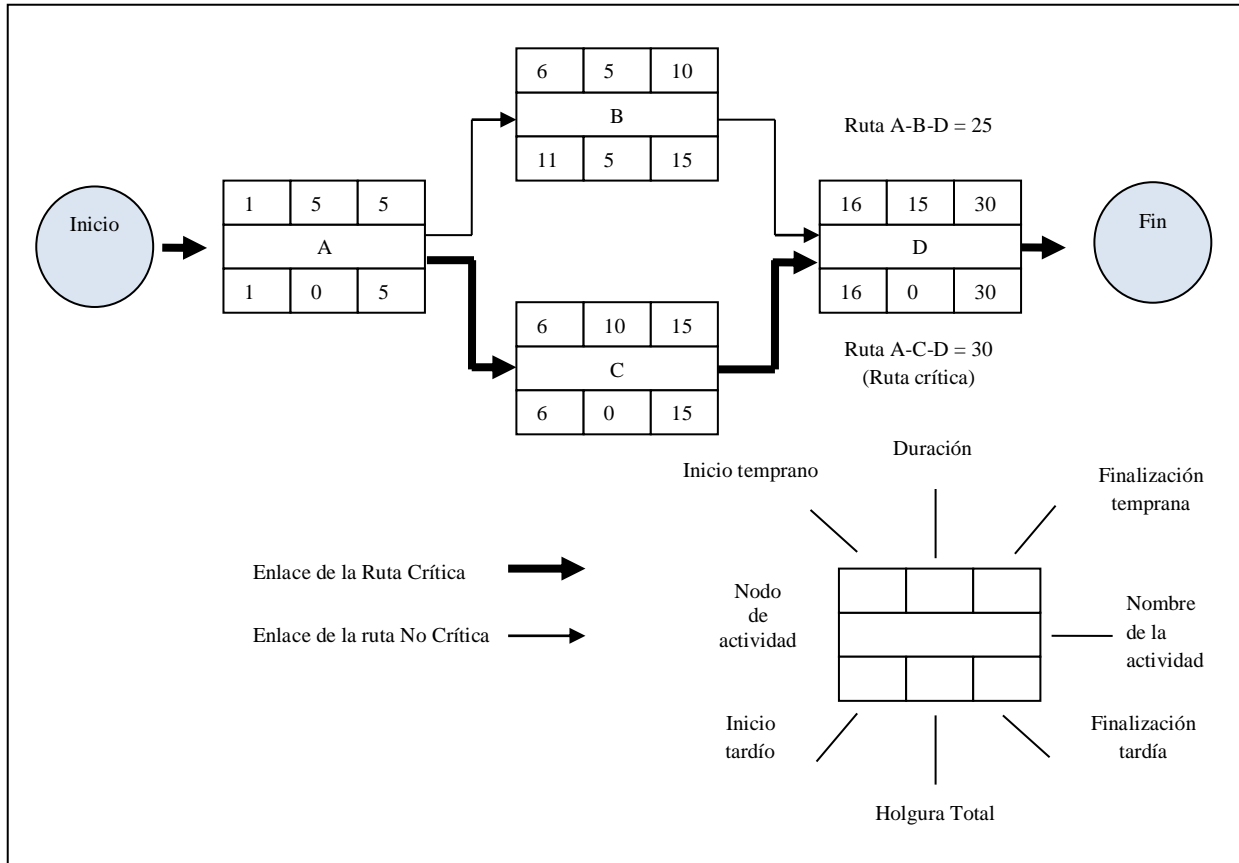 6 5 10
B
11 5 15
Ruta A-B-D = 25
Inicio
1 5 5
A
1 0 5
16 15 30
D
16 0 30
Fin
6 10 15
C
6 0 15
Ruta A-C-D = 30
(Ruta crítica)
Inicio temprano
Duración
Finalización
temprana
Enlace de la Ruta Crítica
Enlace de la ruta No Crítica
Nodo
de
actividad
Nombre
de la
actividad
Inicio
tardío
Finalización
tardía
Holgura Total